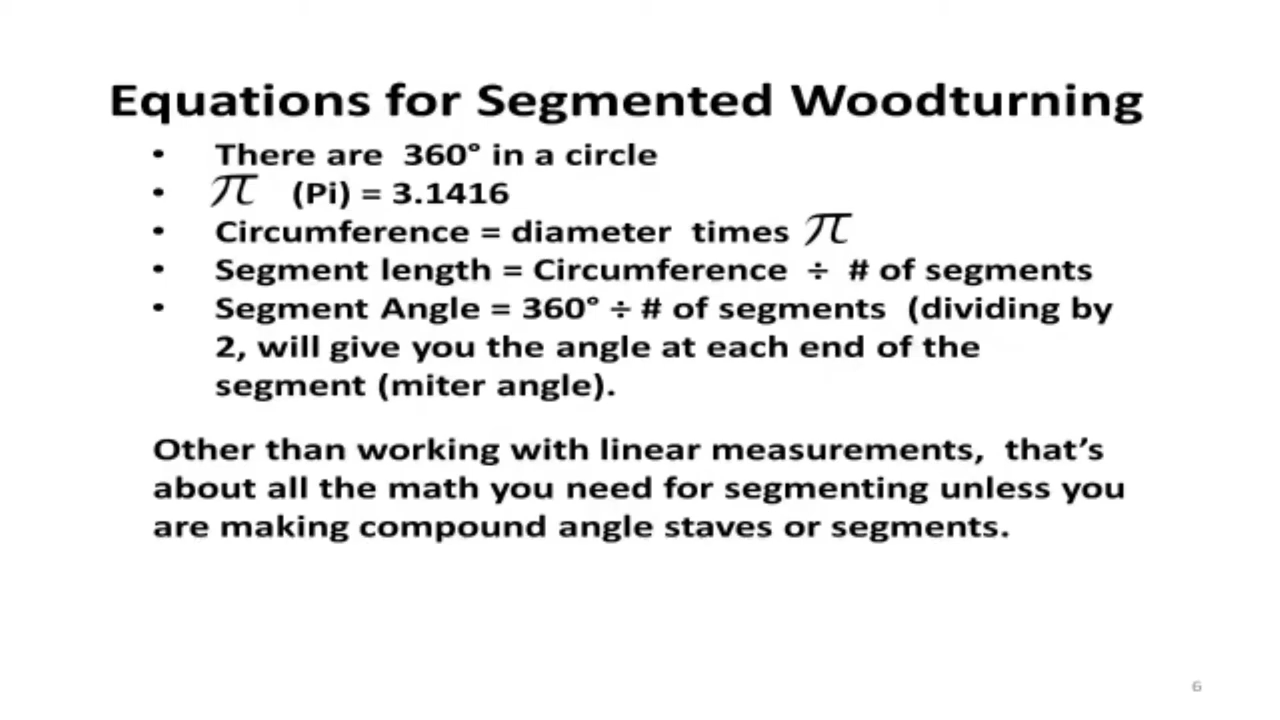 Equations for Segmented Woodturning
• There are 360° in a circle
• π (Pi) = 3.1416
• Circumference = diameter times π
• Segment length = Circumference ÷ # of segments
• Segment Angle = 360° ÷ # of segments (dividing by
2, will give you the angle at each end of the
segment (miter angle).
Other than working with linear measurements, that’s
about all the math you need for segmenting unless you
are making compound angle staves or segments.
6